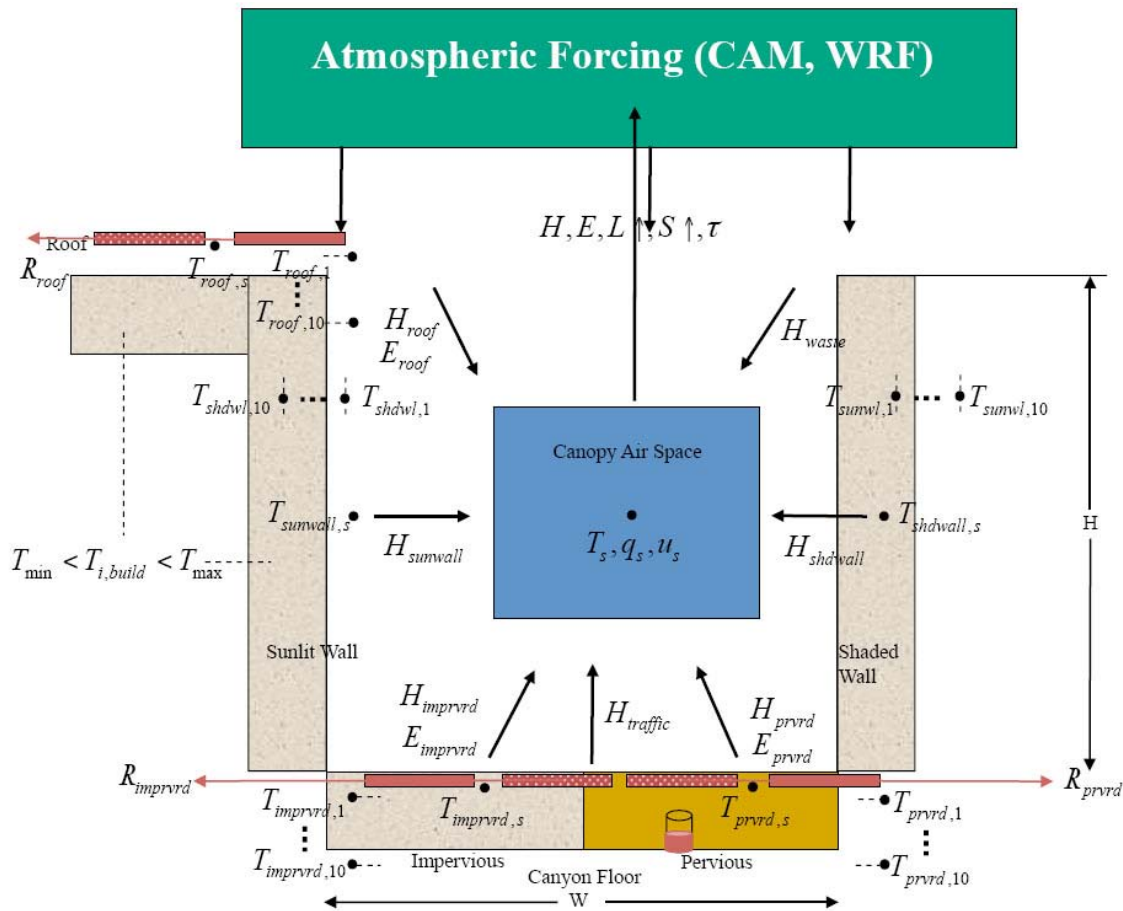 Atmospheric Forcing (CAM, WRF)
H, E, L ↑, S ↑, τ
Roof
R_roof
T_roof,s
T_roof,1
T_roof,10
H_roof
E_roof
H_waste
T_shdwl,10
T_shdwl,1
T_sunwl,1
T_sunwl,10
Canopy Air Space
T_s, q_s, u_s
T_sunwall,s
H_sunwall
H_shdwall
T_shdwall,s
H
T_min < T_i,build < T_max
Sunlit Wall
Shaded
Wall
H_imprvrd
E_imprvrd
H_traffic
H_prvrd
E_prvrd
R_imprvrd
R_prvrd
T_imprvrd,1
T_imprvrd,s
T_prvrd,s
T_prvrd,1
T_imprvrd,10
Impervious
Pervious
T_prvrd,10
Canyon Floor
W